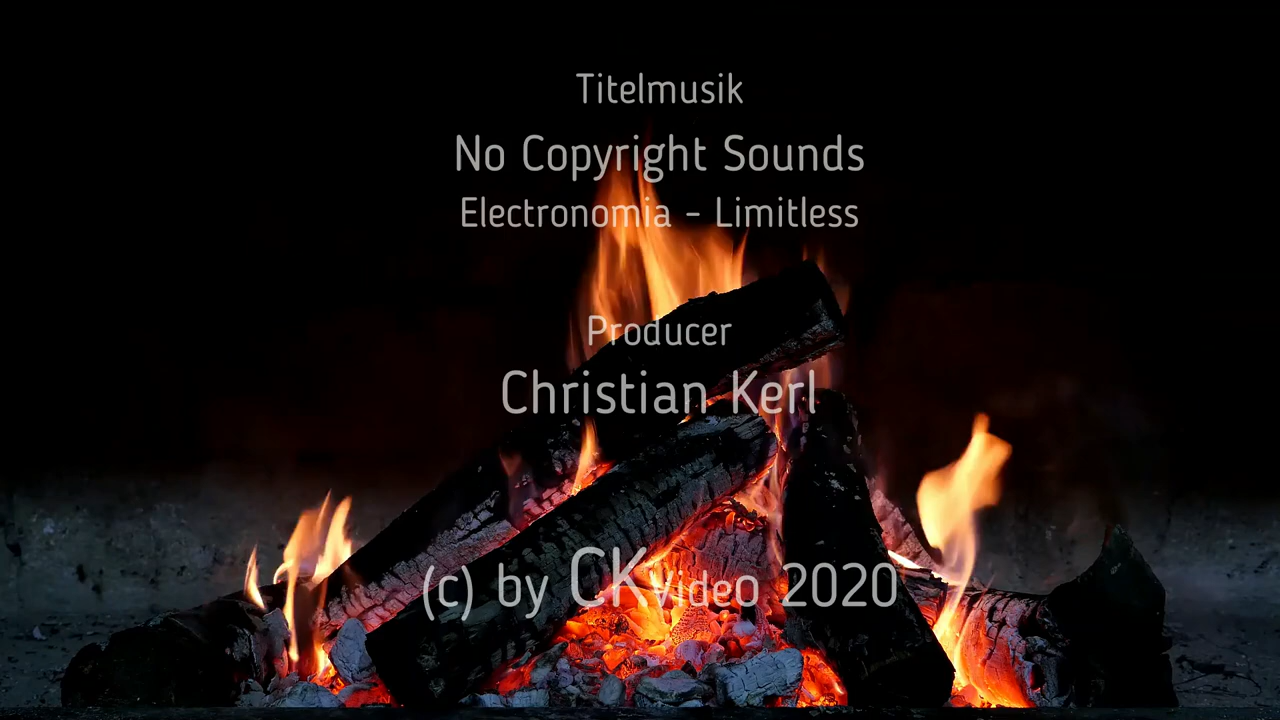 Titelmusik
No Copyright Sounds
Electronomia - Limitless
Producer
Christian Kerl
(c) by CKVideo 2020